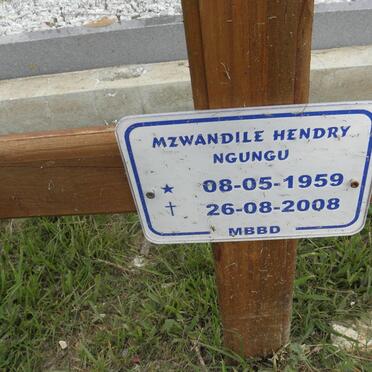 MZWANDILE HENDRY
NGUNGU
★ 08-05-1959
✝ 26-08-2008
MBBD